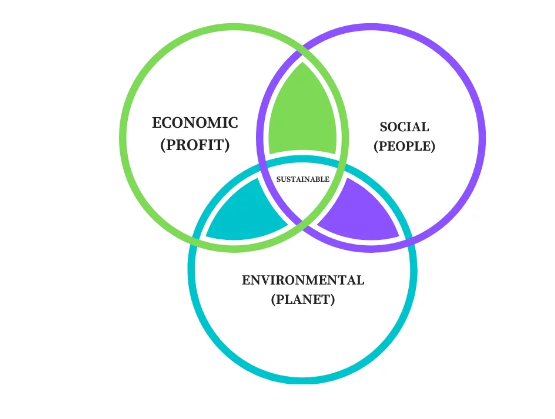 ECONOMIC
(PROFIT)
SOCIAL
(PEOPLE)
SUSTAINABLE
ENVIRONMENTAL
(PLANET)